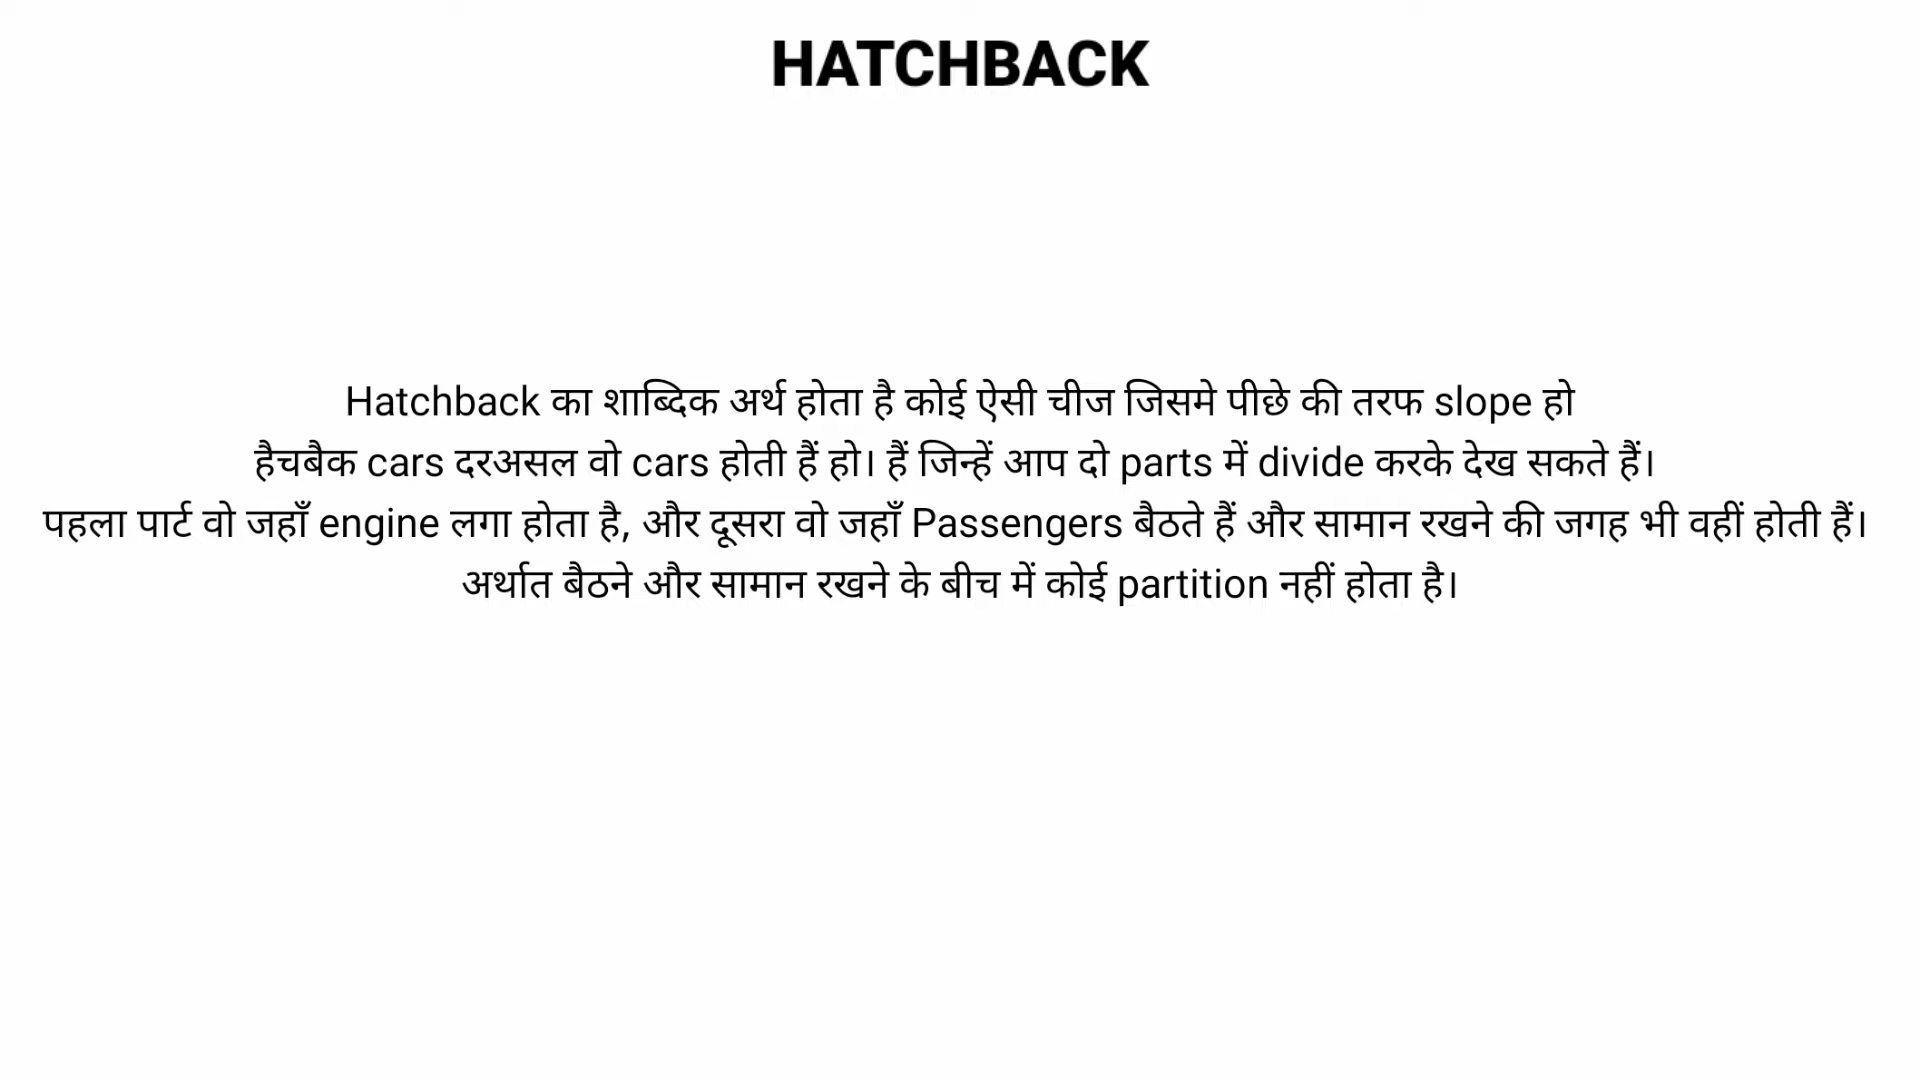 HATCHBACK
Hatchback का शाब्दिक अर्थ होता है कोई ऐसी चीज जिसमे पीछे की तरफ slope हो
हैचबैक cars दरअसल वो cars होती हैं हो। हैं जिन्हें आप दो parts में divide करके देख सकते हैं।
पहला पार्ट वो जहाँ engine लगा होता है, और दूसरा वो जहाँ Passengers बैठते हैं और सामान रखने की जगह भी वहीं होती हैं।
अर्थात बैठने और सामान रखने के बीच में कोई partition नहीं होता है।